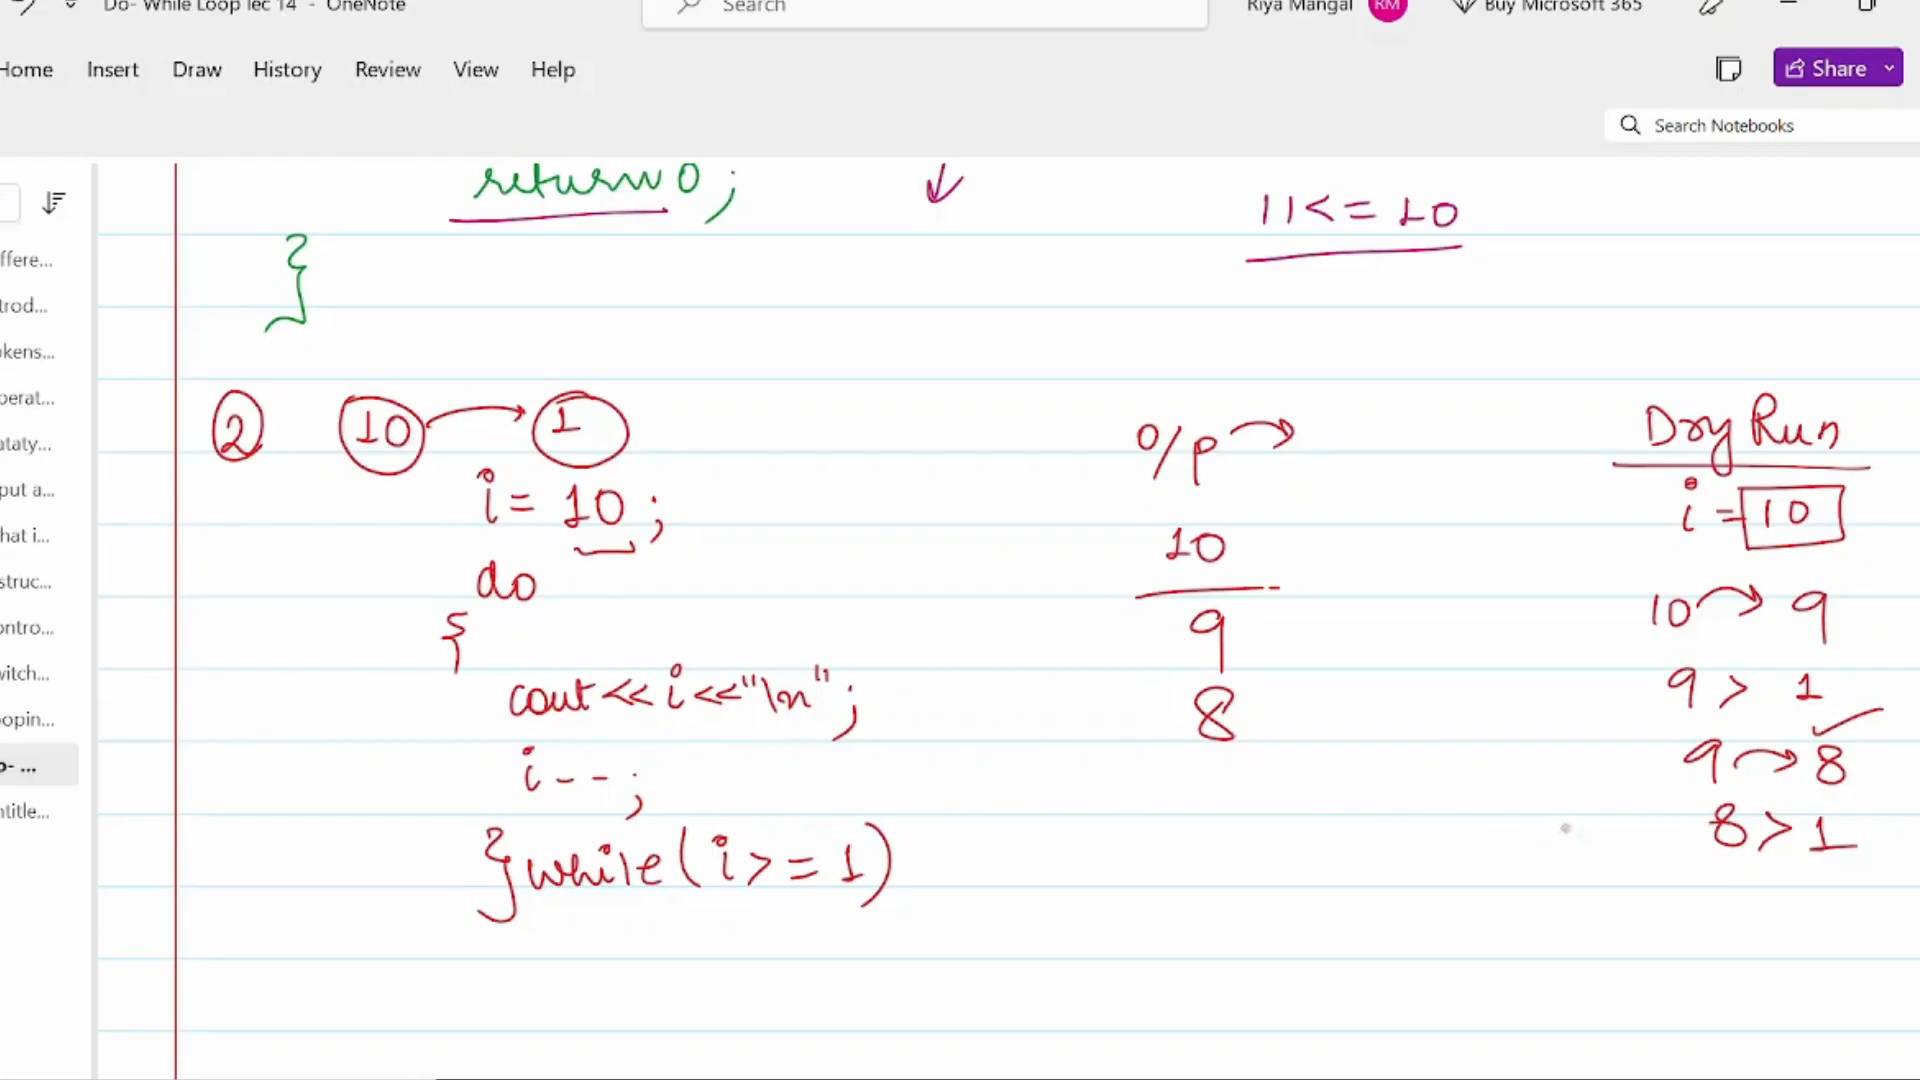 Do- While Loop lec 14 - OneNote
Search
Riya Mangal RM
Buy Microsoft 365
Home Insert Draw History Review View Help
Share
Search Notebooks
ffere...
trod...
okens...
perat...
ataty...
put a...
hat i...
struc...
ontro...
witch...
oopin...
o- ...
ntitle...
return 0;
}
11<=10
2 10 1
i = 10;
do
{
cout<<i<<"\n";
i--;
}while(i>=1)
O/P
10
9
8
Dry Run
i = 10
10 9
9 > 1
9 8
8 > 1